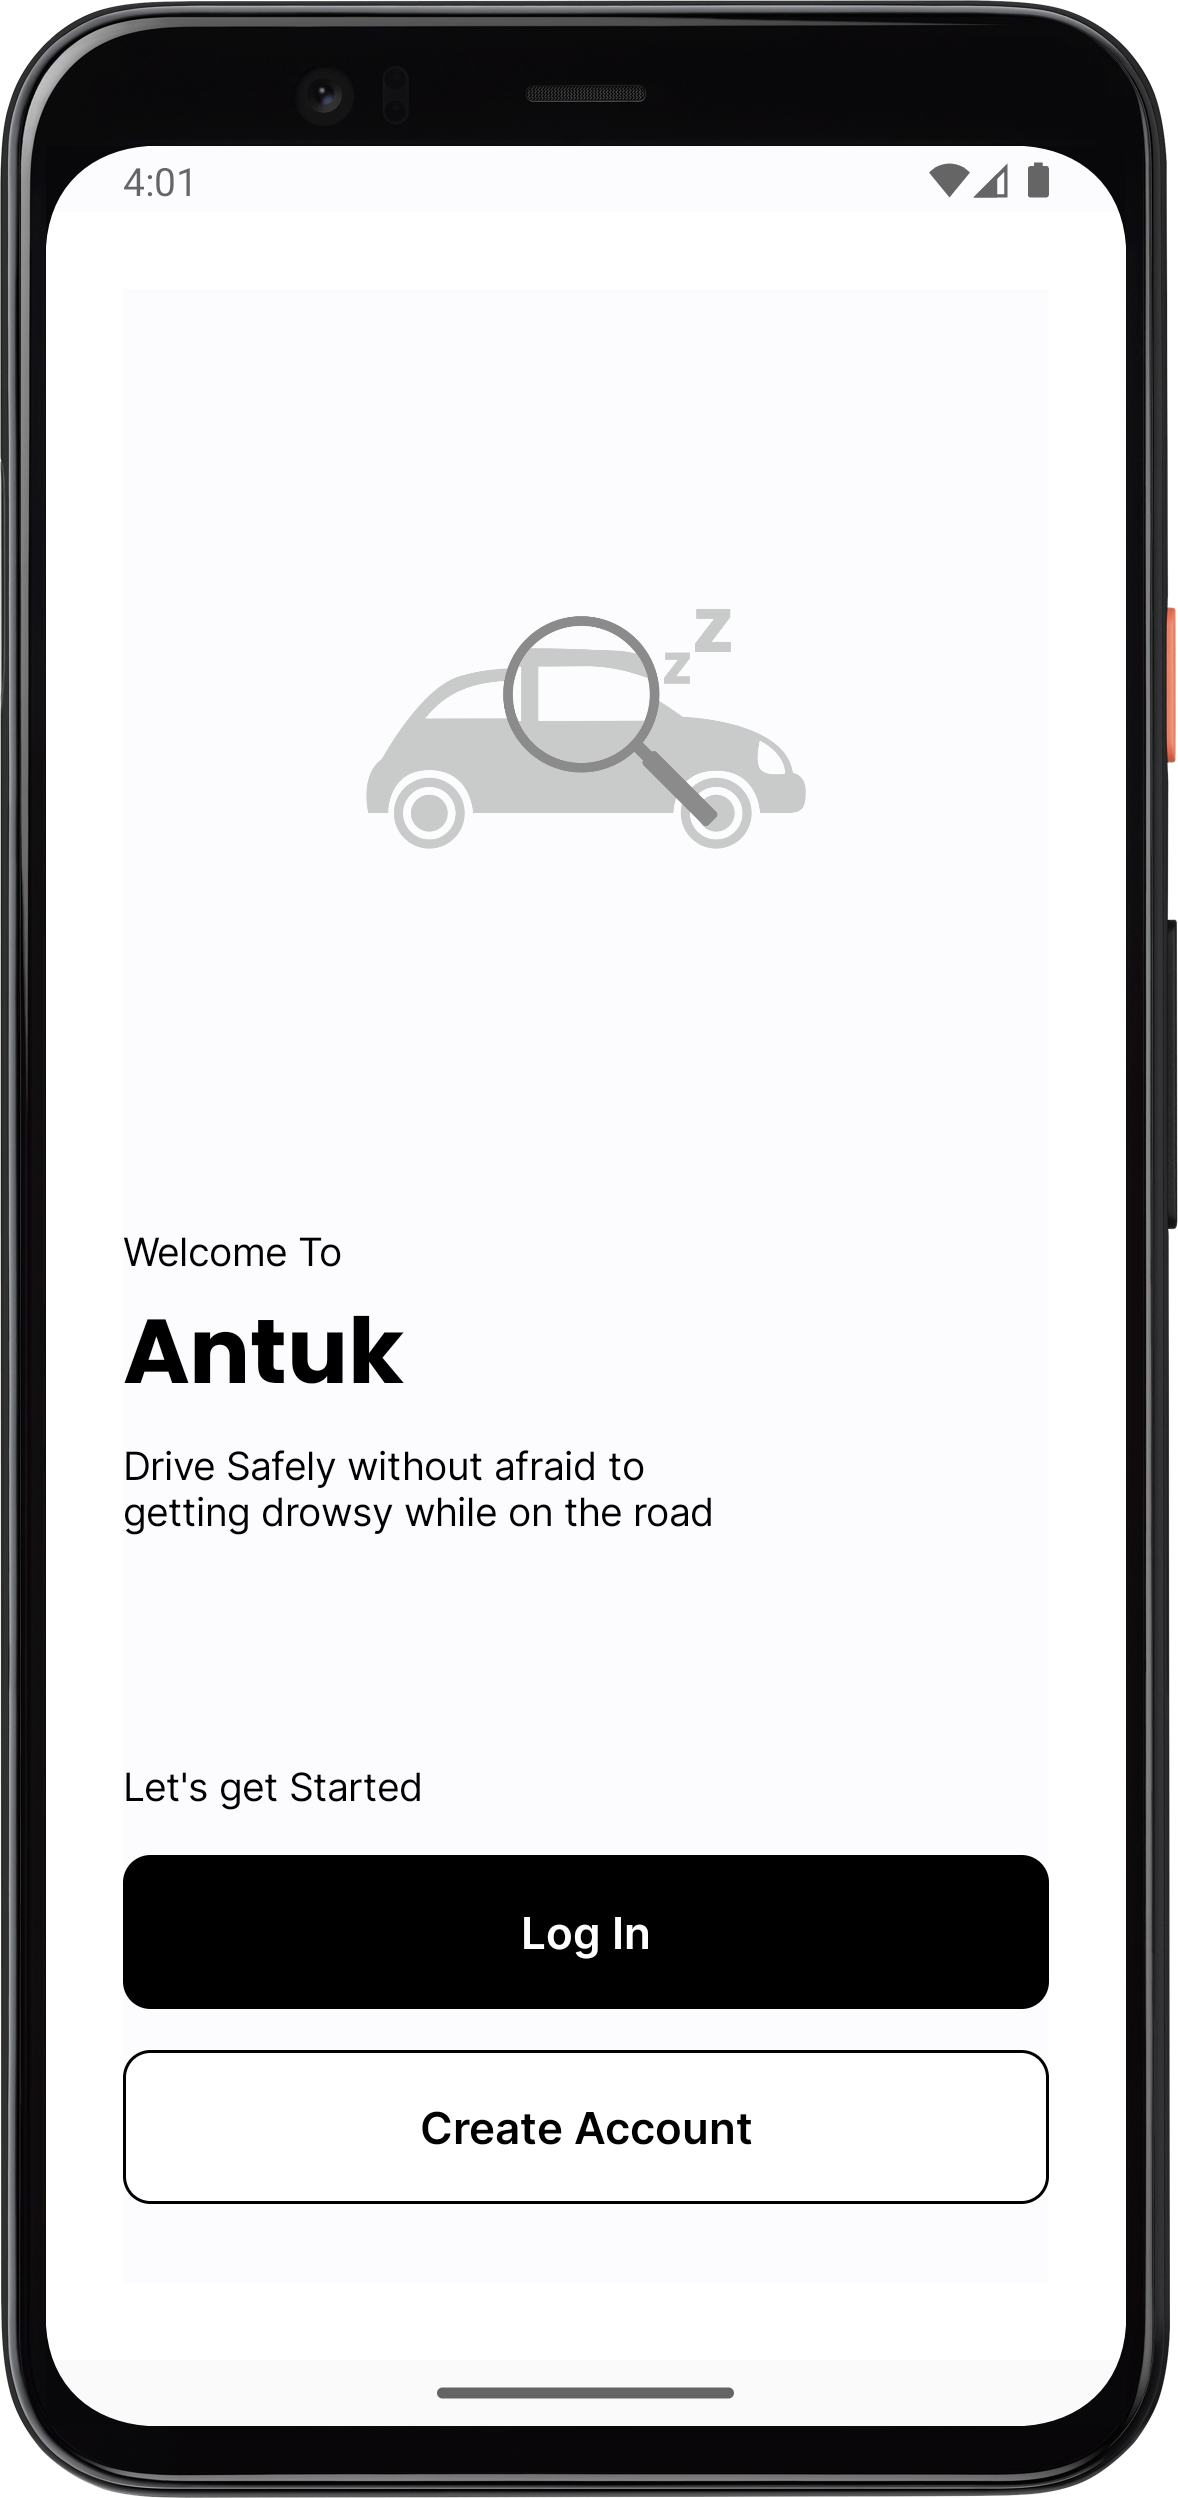 4:01
z
z
Welcome To
Antuk
Drive Safely without afraid to
getting drowsy while on the road
Let's get Started
Log In
Create Account